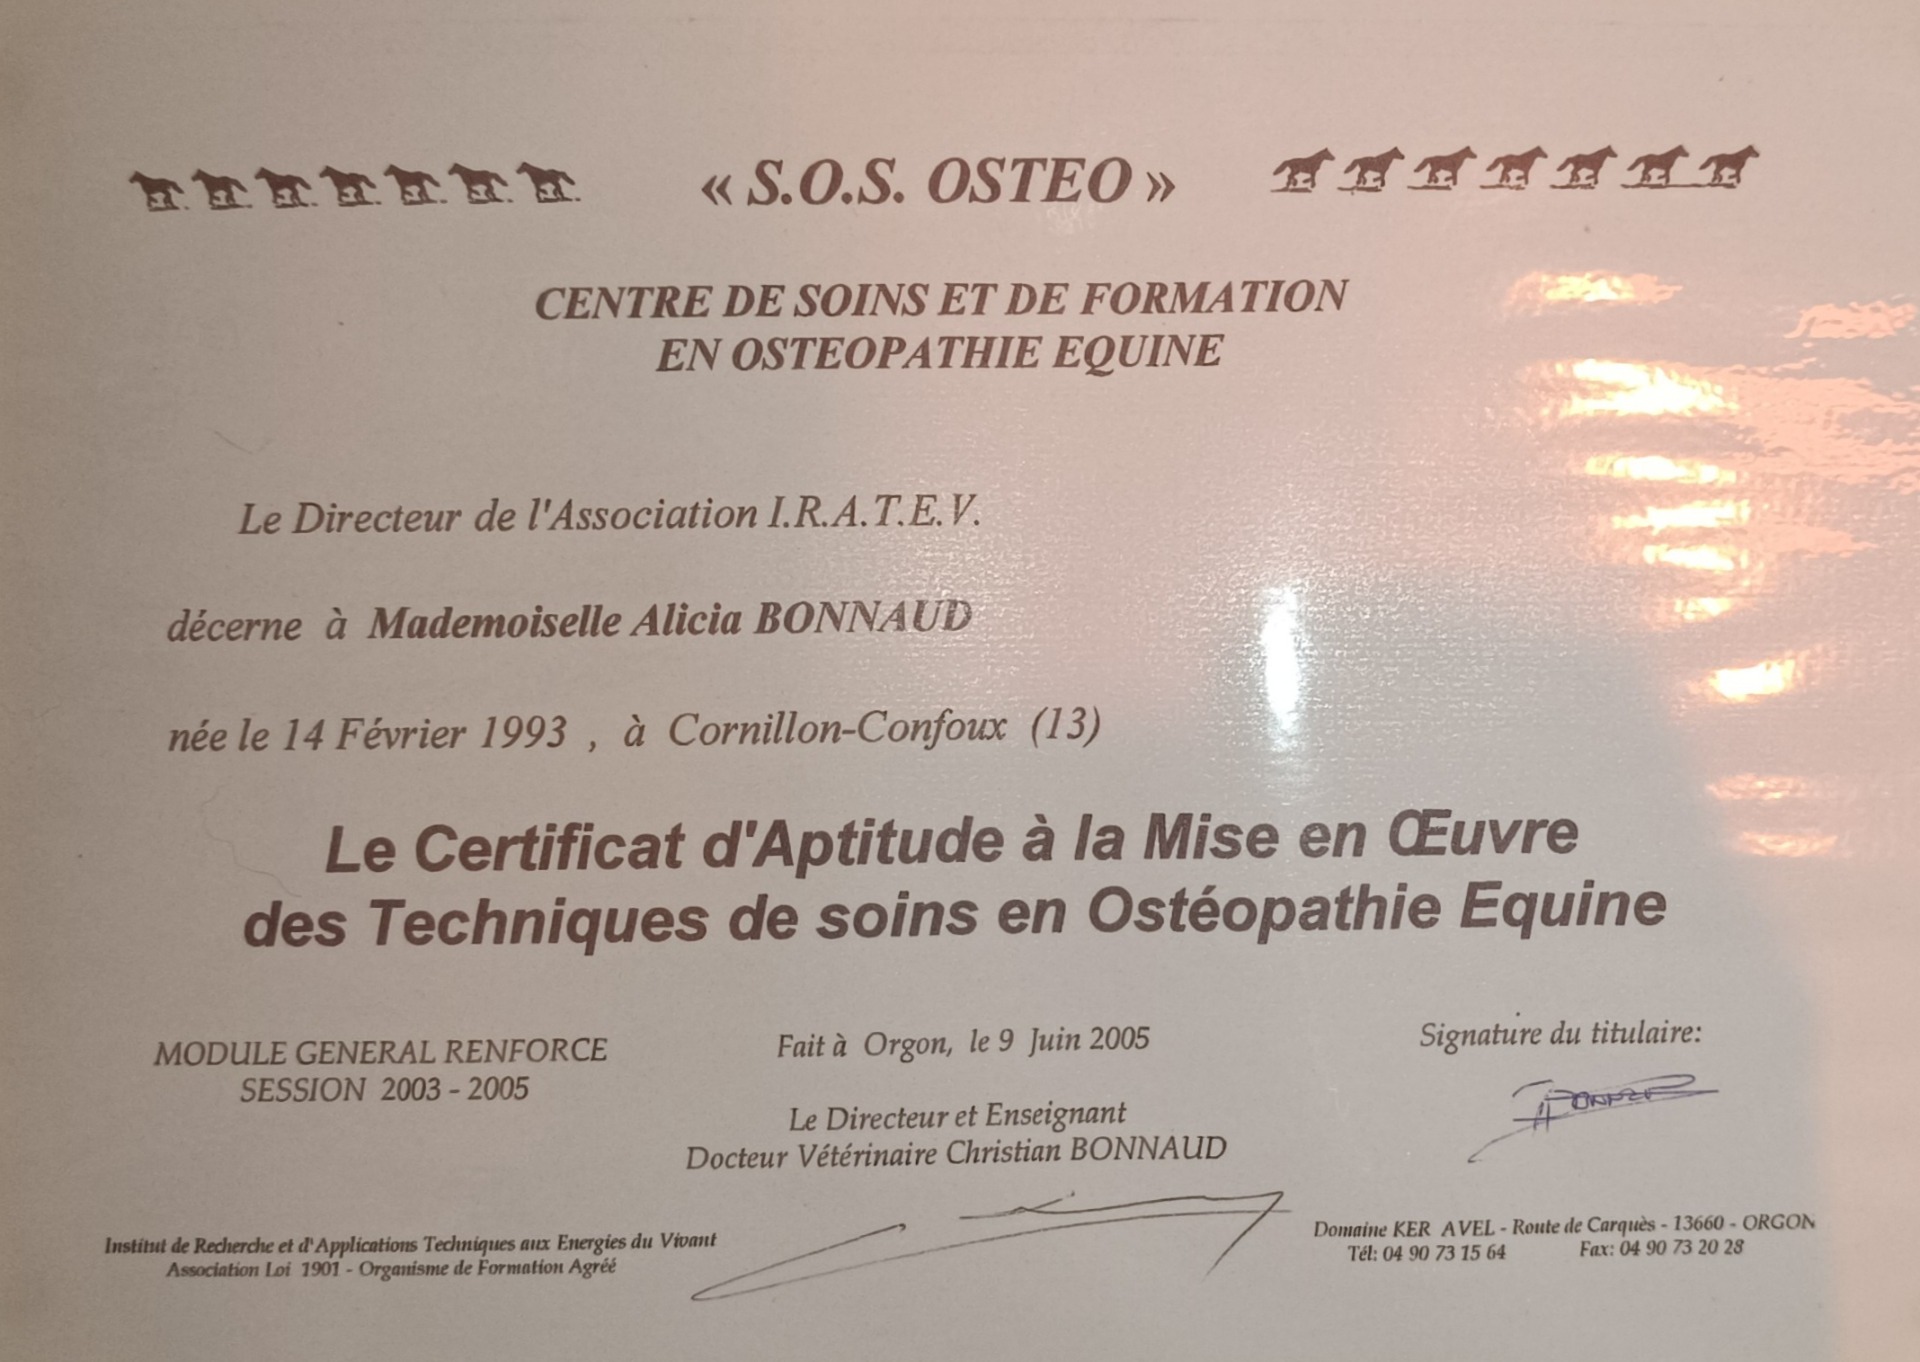 « S.O.S. OSTEO »
CENTRE DE SOINS ET DE FORMATION
EN OSTEOPATHIE EQUINE
Le Directeur de l'Association I.R.A.T.E.V.
décerne à Mademoiselle Alicia BONNAUD
née le 14 Février 1993 , à Cornillon-Confoux (13)
Le Certificat d'Aptitude à la Mise en Œuvre
des Techniques de soins en Ostéopathie Equine
MODULE GENERAL RENFORCE
SESSION 2003 - 2005
Fait à Orgon, le 9 Juin 2005
Le Directeur et Enseignant
Docteur Vétérinaire Christian BONNAUD
Signature du titulaire:
Institut de Recherche et d'Applications Techniques aux Energies du Vivant
Association Loi 1901 - Organisme de Formation Agréé
Domaine KER AVEL - Route de Carquès - 13660 - ORGON
Tél: 04 90 73 15 64 Fax: 04 90 73 20 28